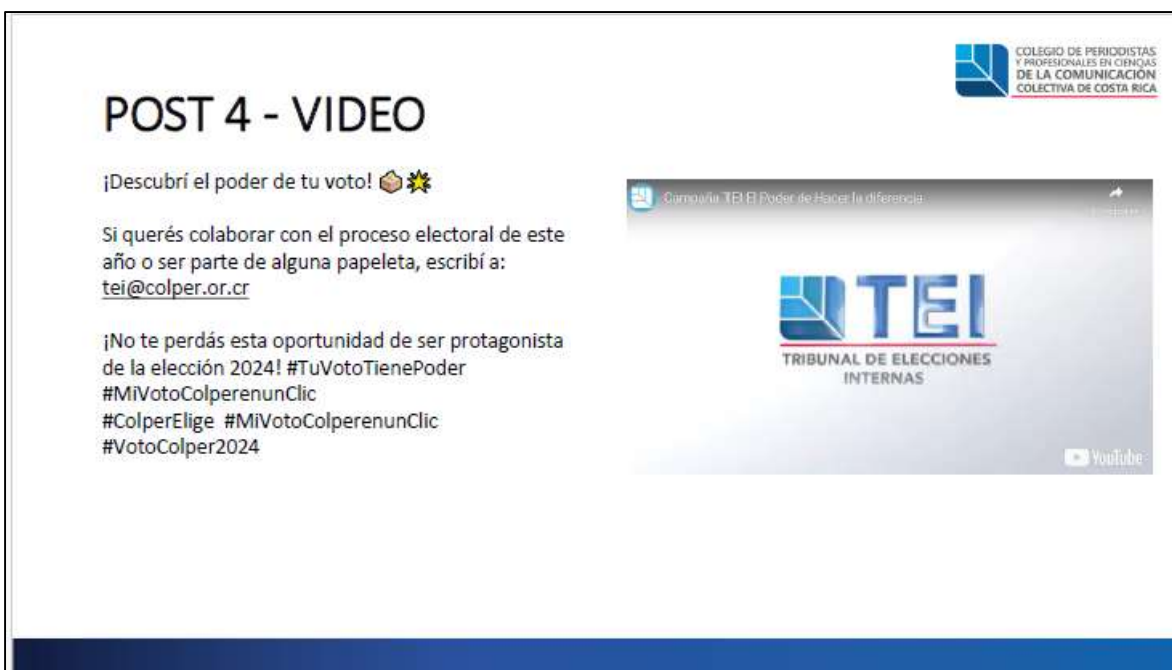 COLEGIO DE PERIODISTAS
Y PROFESIONALES EN CIENCIAS
DE LA COMUNICACIÓN
COLECTIVA DE COSTA RICA
POST 4 - VIDEO
¡Descubrí el poder de tu voto!
Si querés colaborar con el proceso electoral de este
año o ser parte de alguna papeleta, escribí a:
tei@colper.or.cr
¡No te perdás esta oportunidad de ser protagonista
de la elección 2024! #TuVotoTienePoder
#MiVotoColperenunClic
#ColperElige #MiVotoColperenunClic
#VotoColper2024
Campaña TEI El Poder de Hacer la diferencia
TEI
TRIBUNAL DE ELECCIONES
INTERNAS
YouTube